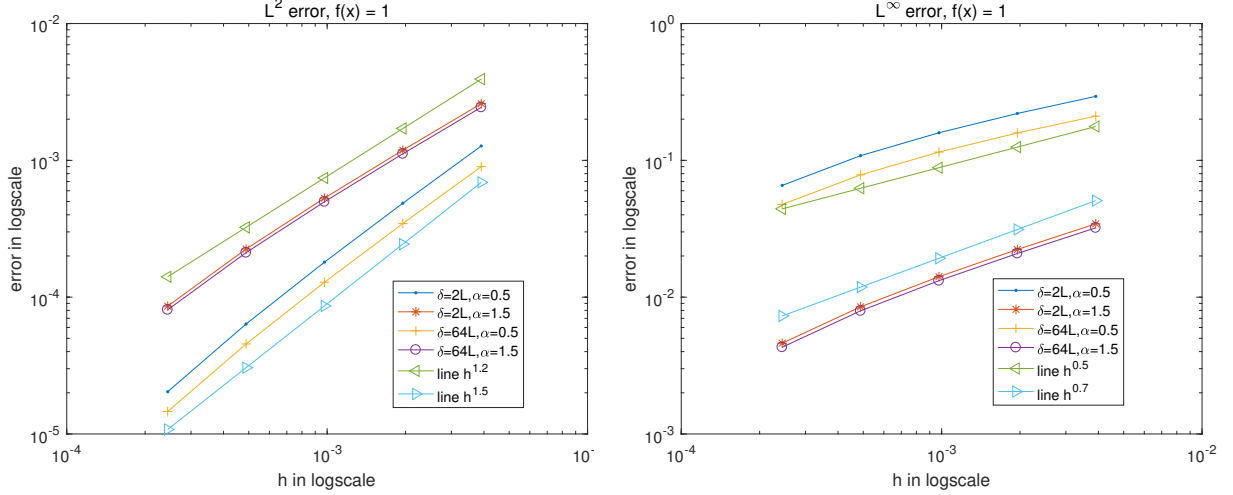 L² error, f(x) = 1
error in logscale
10⁻²
10⁻³
10⁻⁴
10⁻⁵
δ=2L,α=0.5
δ=2L,α=1.5
δ=64L,α=0.5
δ=64L,α=1.5
line h^1.2
line h^1.5
10⁻⁴
10⁻³
10⁻
h in logscale
L^∞ error, f(x) = 1
error in logscale
10⁰
10⁻¹
10⁻²
10⁻³
δ=2L,α=0.5
δ=2L,α=1.5
δ=64L,α=0.5
δ=64L,α=1.5
line h^0.5
line h^0.7
10⁻⁴
10⁻³
10⁻²
h in logscale